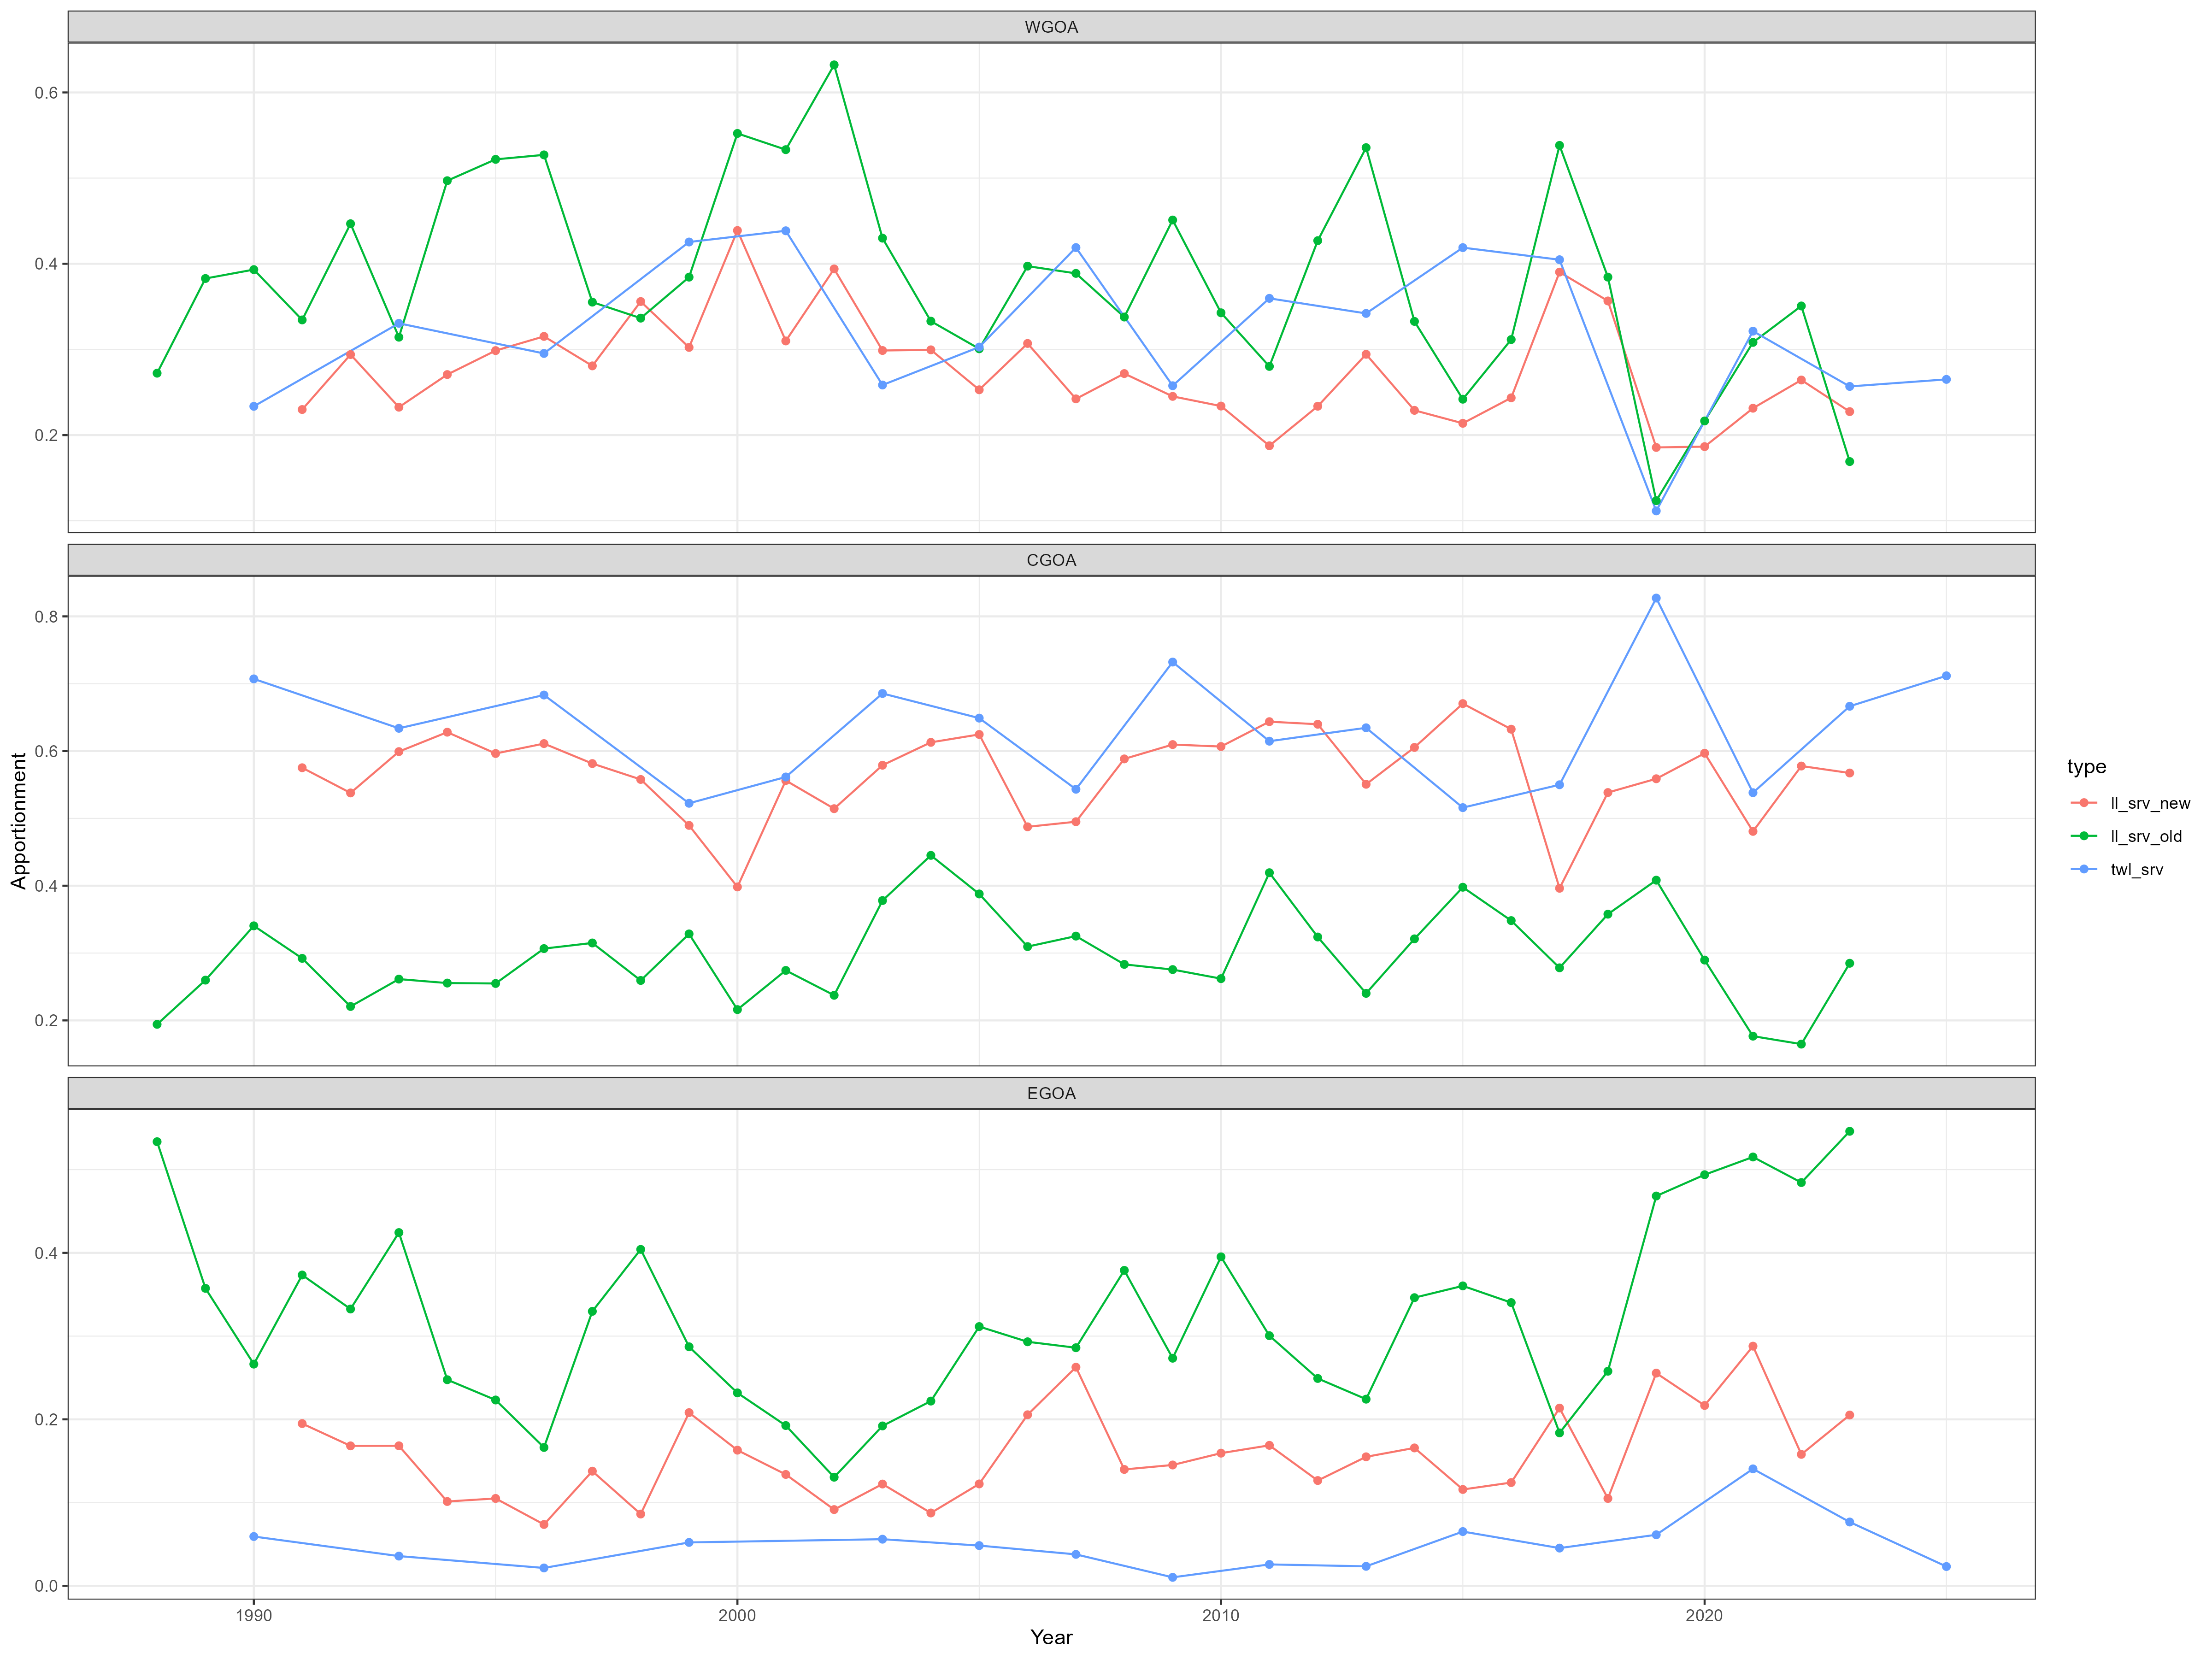 WGOA
0.6
0.4
0.2
CGOA
0.8
0.6
0.4
0.2
EGOA
0.4
0.2
0.0
1990 2000 2010 2020
Year
Apportionment
type
ll_srv_new
ll_srv_old
twl_srv